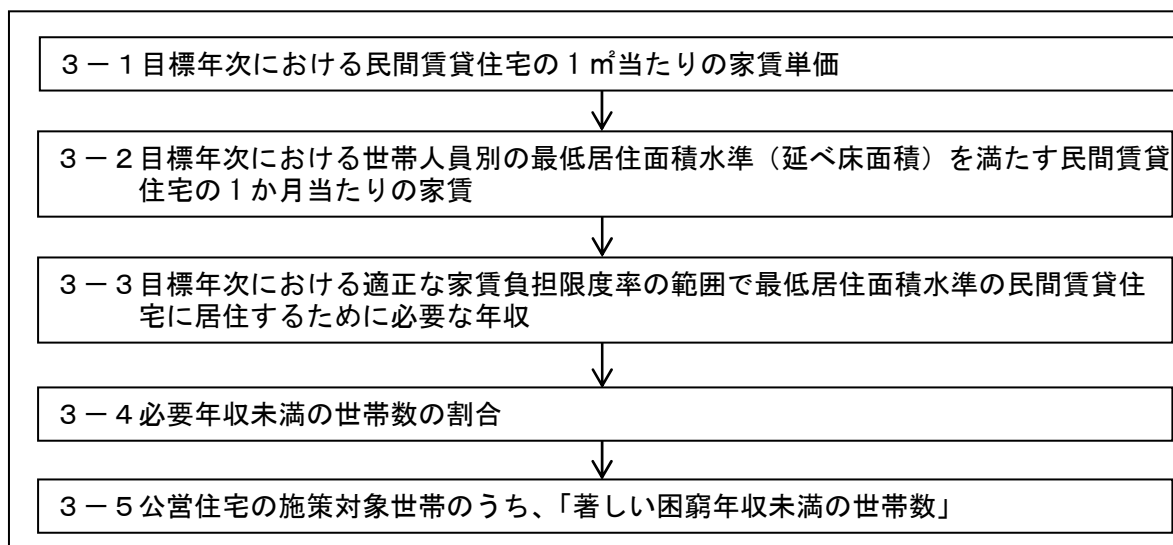 3-1目標年次における民間賃貸住宅の1㎡当たりの家賃単価
3-2目標年次における世帯人員別の最低居住面積水準（延べ床面積）を満たす民間賃貸
住宅の1か月当たりの家賃
3-3目標年次における適正な家賃負担限度率の範囲で最低居住面積水準の民間賃貸住
宅に居住するために必要な年収
3-4必要年収未満の世帯数の割合
3-5公営住宅の施策対象世帯のうち、「著しい困窮年収未満の世帯数」